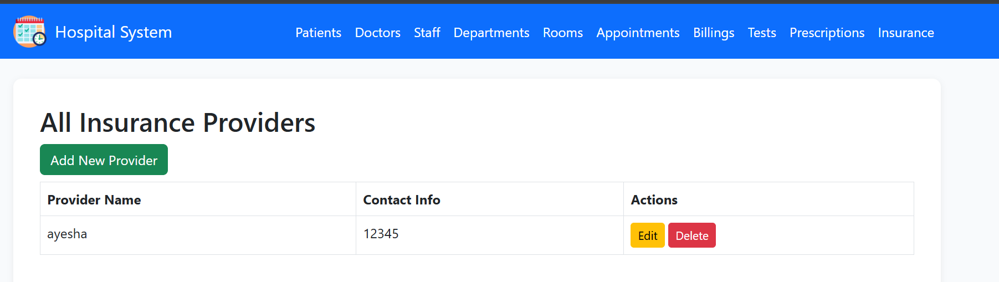 Hospital System Patients Doctors Staff Departments Rooms Appointments Billings Tests Prescriptions Insurance
All Insurance Providers
Add New Provider
Provider Name Contact Info Actions
ayesha 12345 Edit Delete